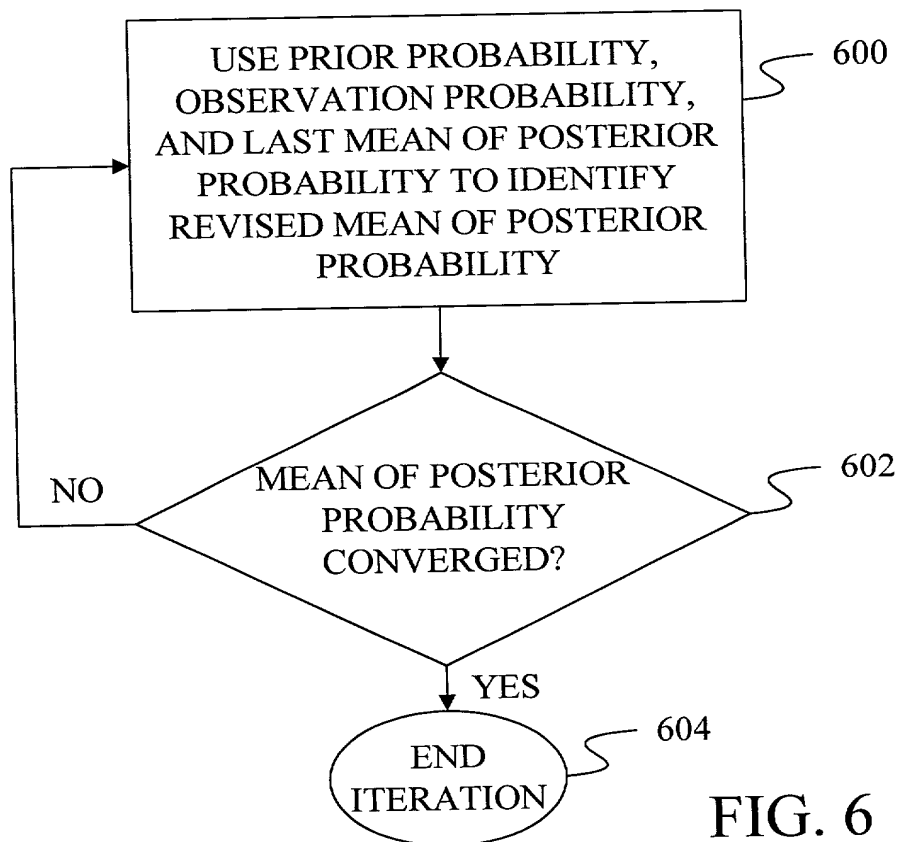 USE PRIOR PROBABILITY,
OBSERVATION PROBABILITY,
AND LAST MEAN OF POSTERIOR
PROBABILITY TO IDENTIFY
REVISED MEAN OF POSTERIOR
PROBABILITY
600
MEAN OF POSTERIOR
PROBABILITY
CONVERGED?
602
NO
YES
END
ITERATION
604
FIG. 6